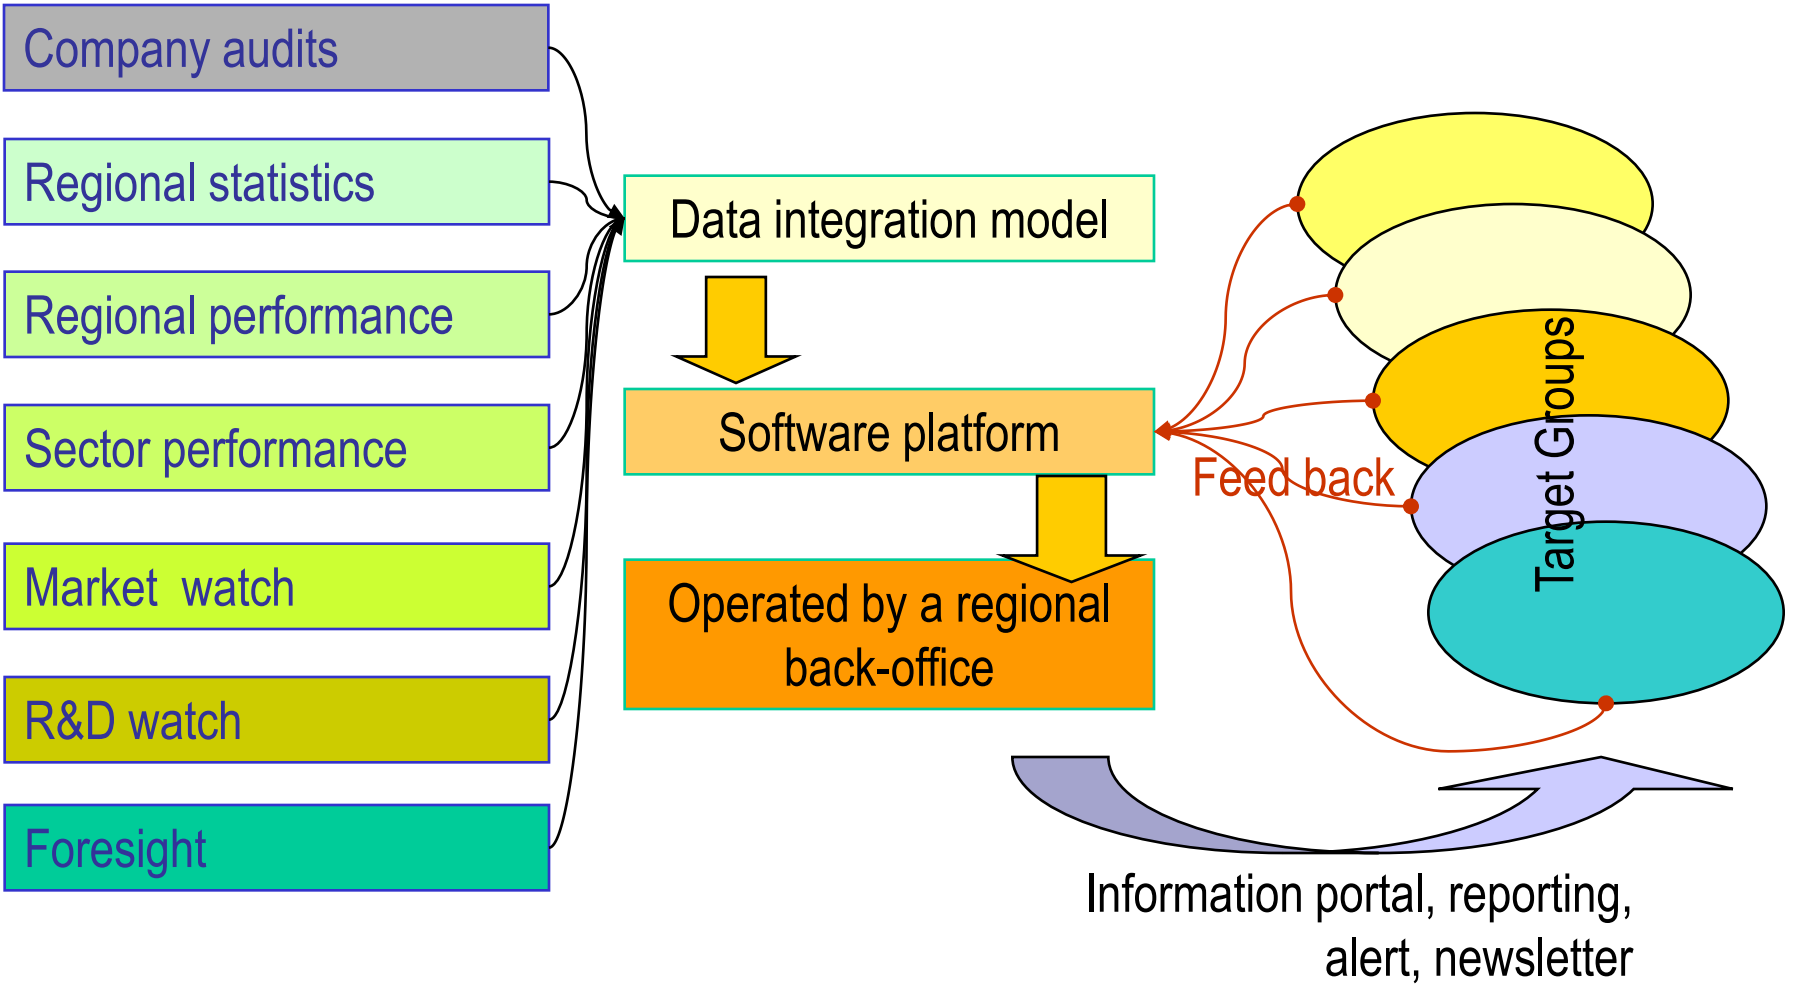 Company audits
Regional statistics
Regional performance
Sector performance
Market  watch
R&D watch
Foresight
Data integration model
Software platform
Operated by a regional
back-office
Feed back
Target Groups
Information portal, reporting,
alert, newsletter